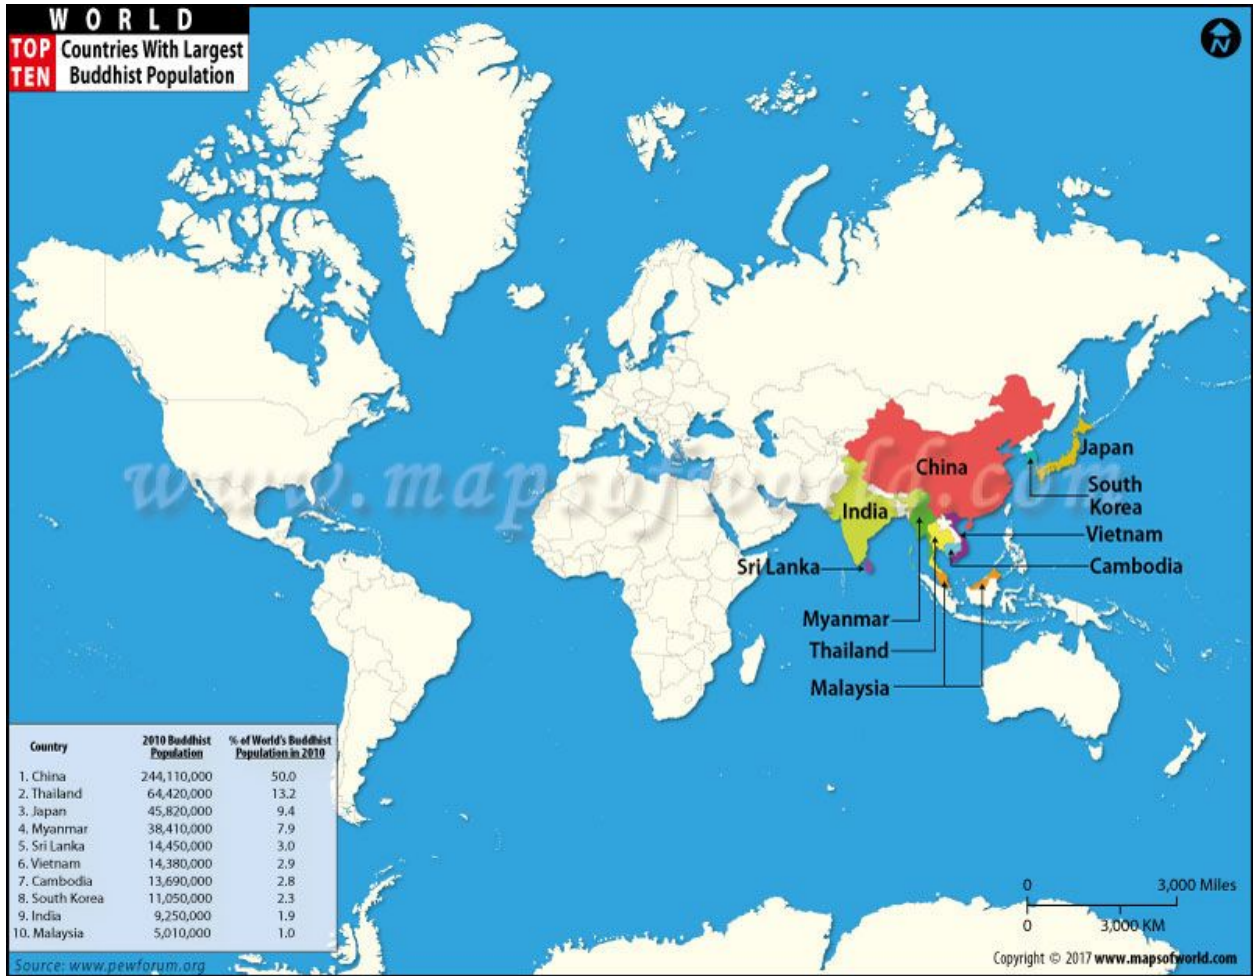 WORLD
TOP TEN
Countries With Largest
Buddhist Population
N
www.mapsofworld.com
China
Japan
South
Korea
India
Vietnam
Sri Lanka
Cambodia
Myanmar
Thailand
Malaysia
Country 2010 Buddhist Population % of World's Buddhist Population in 2010
1. China 244,110,000 50.0
2. Thailand 64,420,000 13.2
3. Japan 45,820,000 9.4
4. Myanmar 38,410,000 7.9
5. Sri Lanka 14,450,000 3.0
6. Vietnam 14,380,000 2.9
7. Cambodia 13,690,000 2.8
8. South Korea 11,050,000 2.3
9. India 9,250,000 1.9
10. Malaysia 5,010,000 1.0
Source: www.pewforum.org
0 3,000 Miles
0 3,000 KM
Copyright © 2017 www.mapsofworld.com